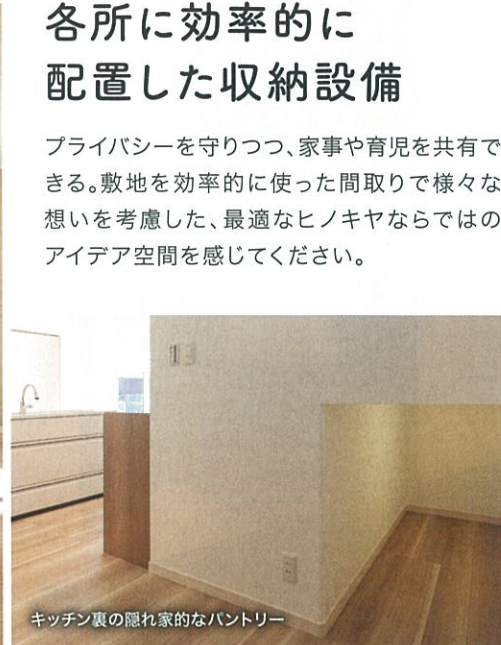 各所に効率的に
配置した収納設備
プライバシーを守りつつ、家事や育児を共有で
きる。敷地を効率的に使った間取りで様々な
想いを考慮した、最適なヒノキヤならではの
アイデア空間を感じてください。
キッチン裏の隠れ家的なパントリー